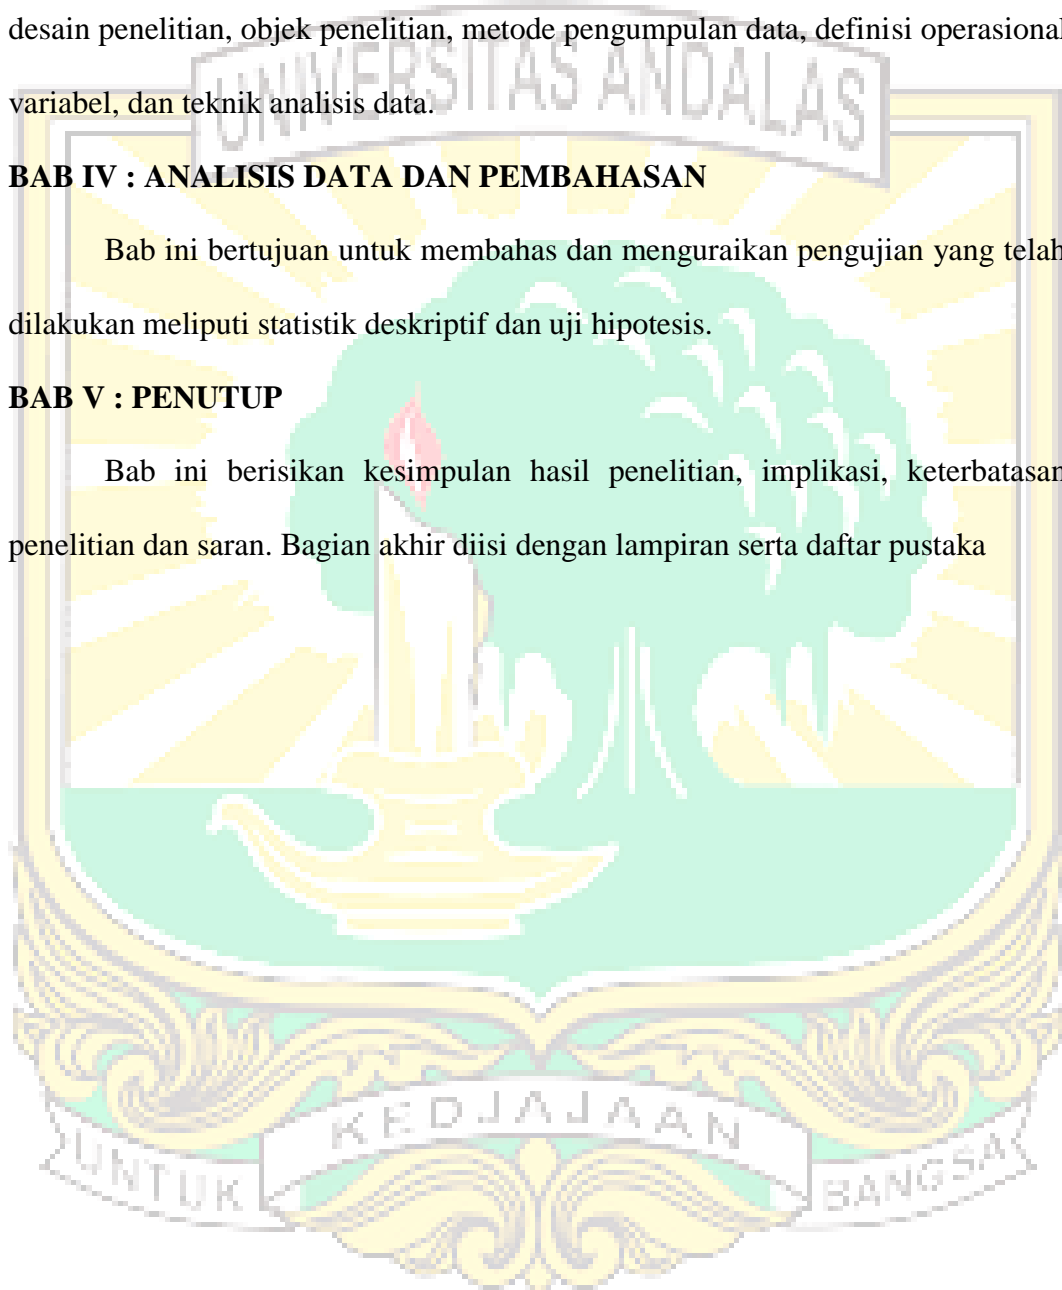 desain penelitian, objek penelitian, metode pengumpulan data, definisi operasional
variabel, dan teknik analisis data.
UNIVERSITAS ANDALAS
BAB IV : ANALISIS DATA DAN PEMBAHASAN
Bab ini bertujuan untuk membahas dan menguraikan pengujian yang telah
dilakukan meliputi statistik deskriptif dan uji hipotesis.
BAB V : PENUTUP
Bab ini berisikan kesimpulan hasil penelitian, implikasi, keterbatasan
penelitian dan saran. Bagian akhir diisi dengan lampiran serta daftar pustaka
UNTUK KEDJAJAAN BANGSA